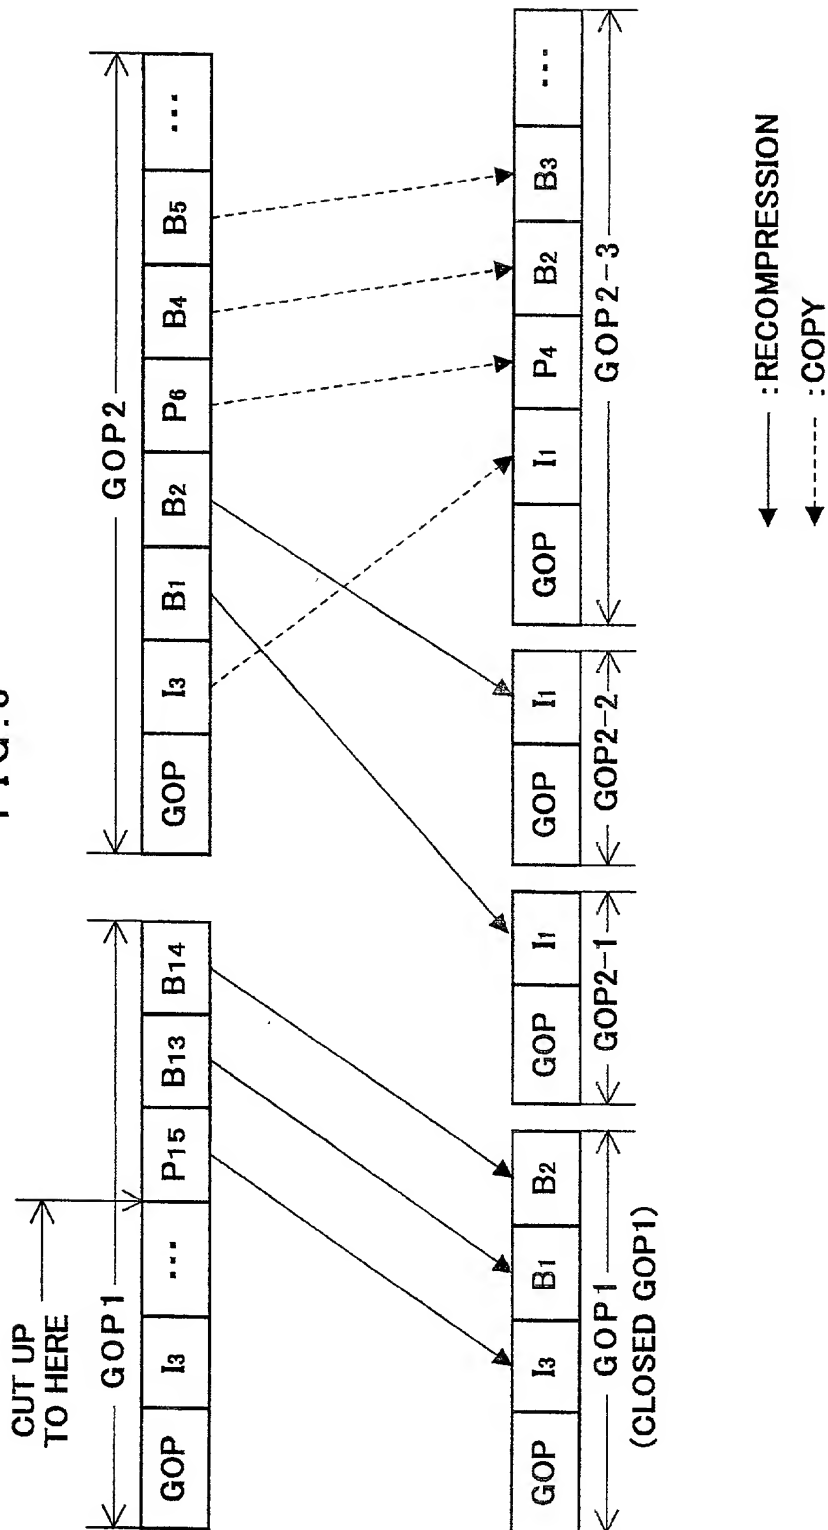 CUT UP
TO HERE
GOP1
GOP2
GOP I3 ... P15 B13 B14
GOP I3 B1 B2 P6 B4 B5 ...
GOP I3 B1 B2
GOP I1
GOP I1
GOP I1 P4 B2 B3 ...
GOP1
(CLOSED GOP1)
GOP2-1
GOP2-2
GOP2-3
:RECOMPRESSION
:COPY